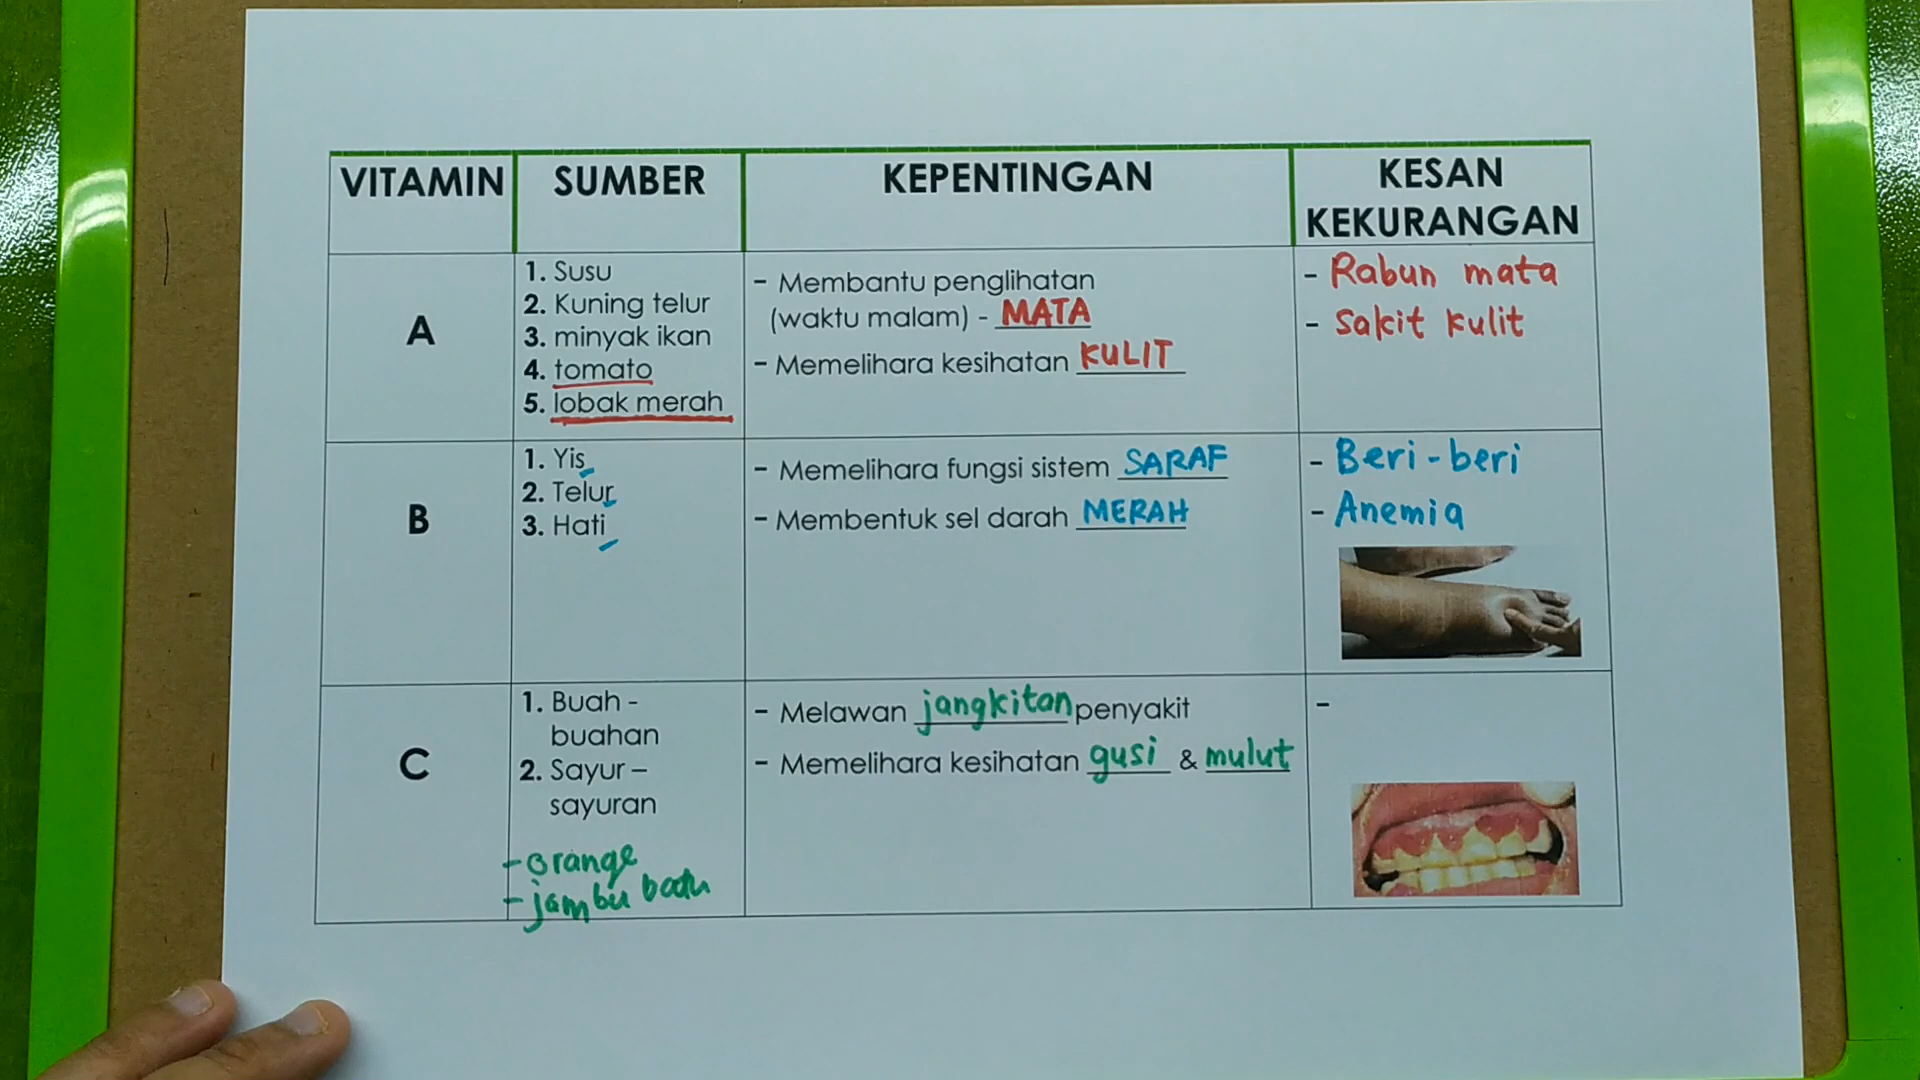 VITAMIN SUMBER KEPENTINGAN KESAN KEKURANGAN
A
1. Susu
2. Kuning telur
3. minyak ikan
4. tomato
5. lobak merah
- Membantu penglihatan
(waktu malam) - MATA
- Memelihara kesihatan KULIT
- Rabun mata
- Sakit kulit
B
1. Yis
2. Telur
3. Hati
- Memelihara fungsi sistem SARAF
- Membentuk sel darah MERAH
- Beri-beri
- Anemia
C
1. Buah -
buahan
2. Sayur –
sayuran
- orange
- jambu batu
- Melawan jangkitan penyakit
- Memelihara kesihatan gusi & mulut
-